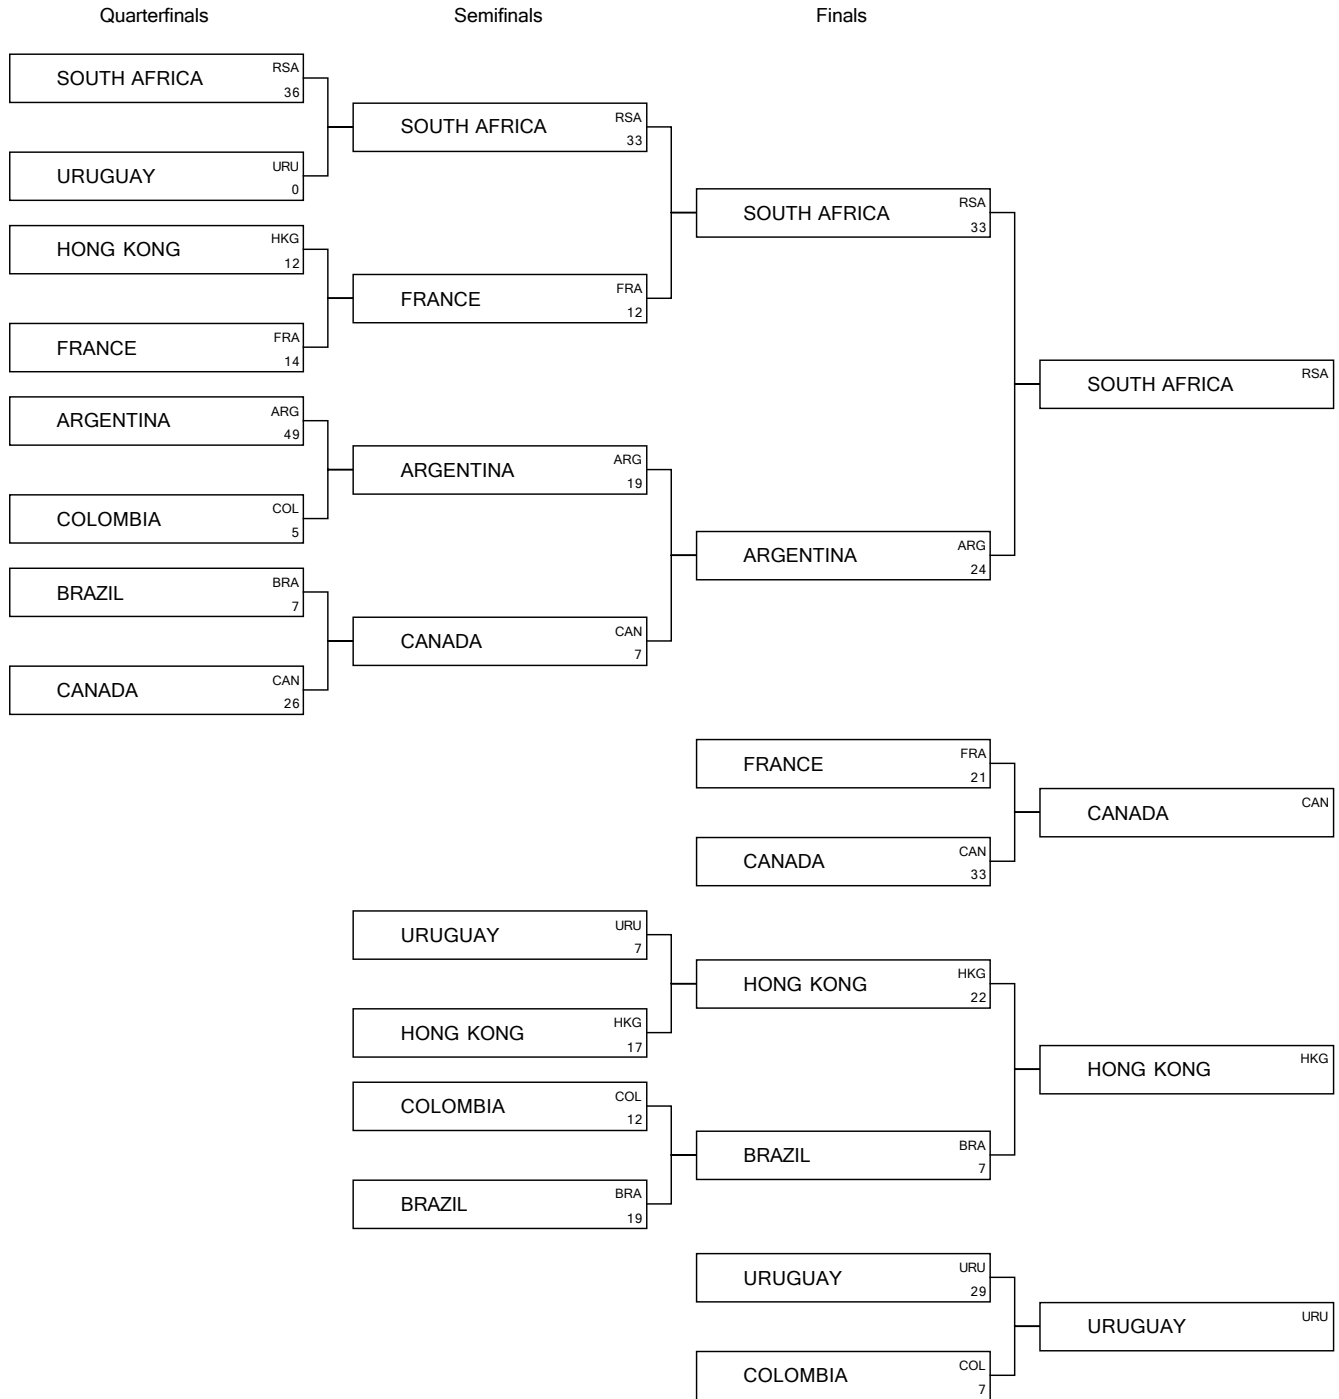 Quarterfinals Semifinals Finals
SOUTH AFRICA RSA
36
URUGUAY URU
0
HONG KONG HKG
12
FRANCE FRA
14
ARGENTINA ARG
49
COLOMBIA COL
5
BRAZIL BRA
7
CANADA CAN
26
SOUTH AFRICA RSA
33
FRANCE FRA
12
ARGENTINA ARG
19
CANADA CAN
7
URUGUAY URU
7
HONG KONG HKG
17
COLOMBIA COL
12
BRAZIL BRA
19
SOUTH AFRICA RSA
33
ARGENTINA ARG
24
FRANCE FRA
21
CANADA CAN
33
HONG KONG HKG
22
BRAZIL BRA
7
URUGUAY URU
29
COLOMBIA COL
7
SOUTH AFRICA RSA
CANADA CAN
HONG KONG HKG
URUGUAY URU